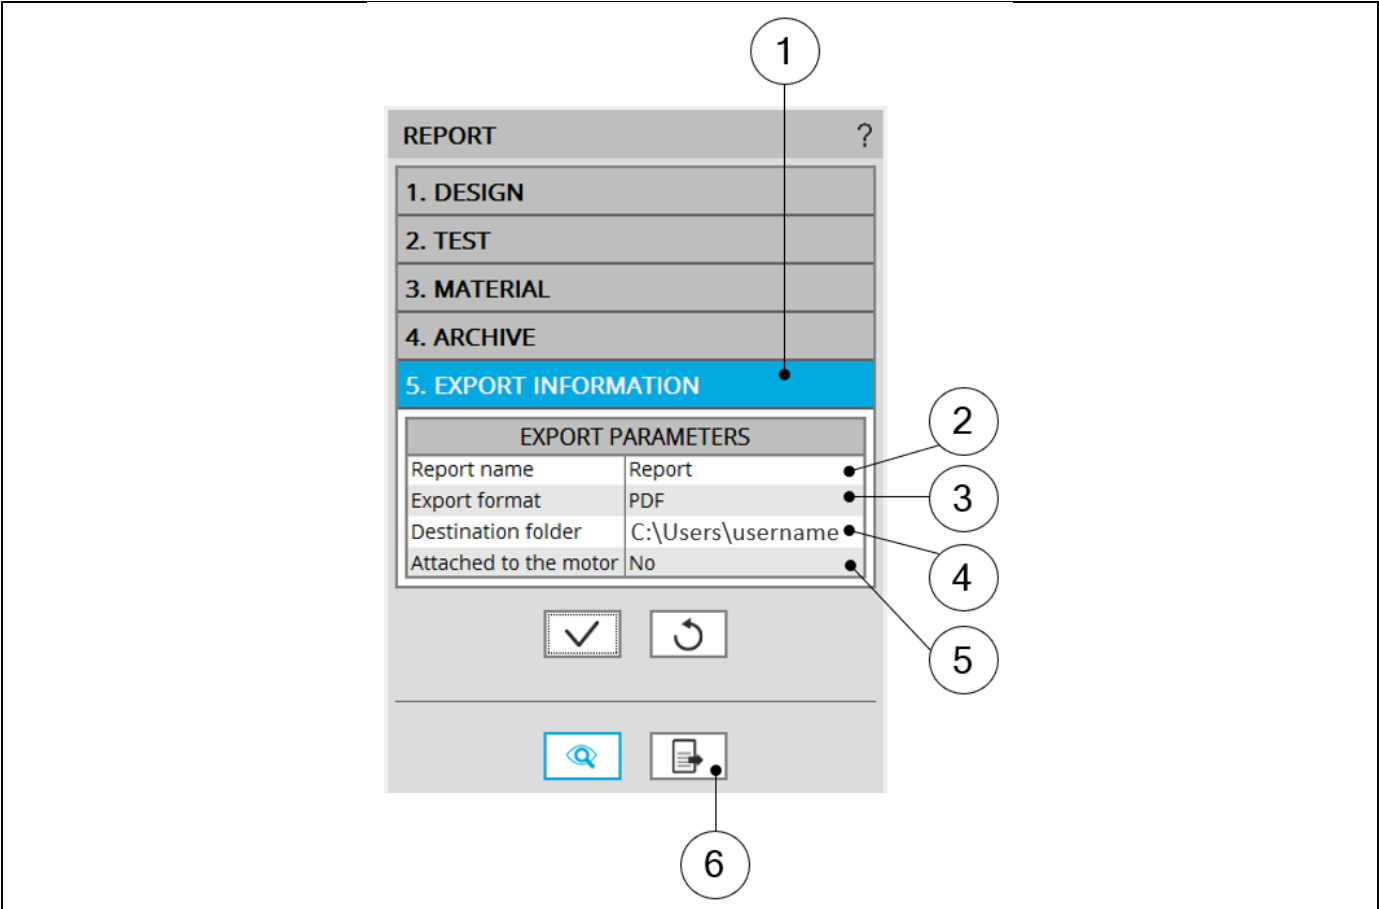 1
REPORT ?
1. DESIGN
2. TEST
3. MATERIAL
4. ARCHIVE
5. EXPORT INFORMATION
EXPORT PARAMETERS
2
Report name Report
Export format PDF
3
Destination folder C:\Users\username
Attached to the motor No
4
5
6